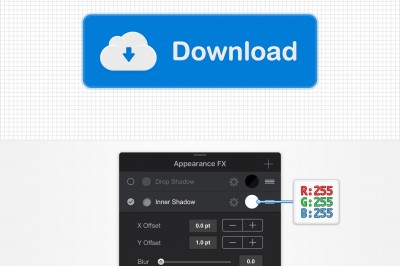 Download
Appearance FX
Drop Shadow
Inner Shadow
R:255
G:255
B:255
X Offset 0.0 pt
Y Offset 1.0 pt
Blur 0.0